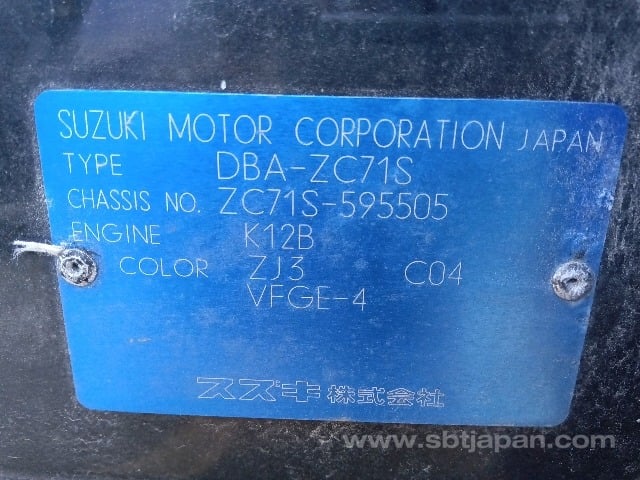 SUZUKI MOTOR CORPORATION JAPAN
TYPE DBA-ZC71S
CHASSIS NO. ZC71S-595505
ENGINE K12B
COLOR ZJ3 C04
VFGE-4
スズキ株式会社
www.sbtjapan.com